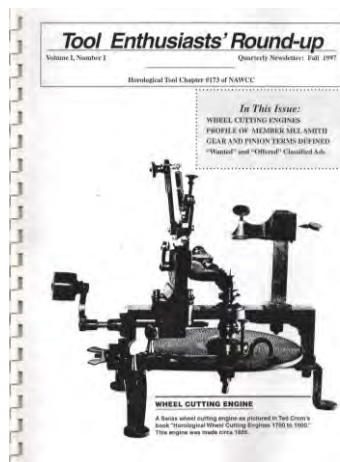 Tool Enthusiasts' Round-up
Volume I, Number 1 Quarterly Newsletter: Fall 1997
Horological Tool Chapter #173 of NAWCC
In This Issue:
WHEEL CUTTING ENGINES
PROFILE OF MEMBER MEL SMITH
GEAR AND PINION TERMS DEFINED
"Wanted" and "Offered" Classified Ads
WHEEL CUTTING ENGINE
A Swiss wheel cutting engine as pictured in Ted Crom's
book "Horological Wheel Cutting Engines 1700 to 1900."
This engine was made circa